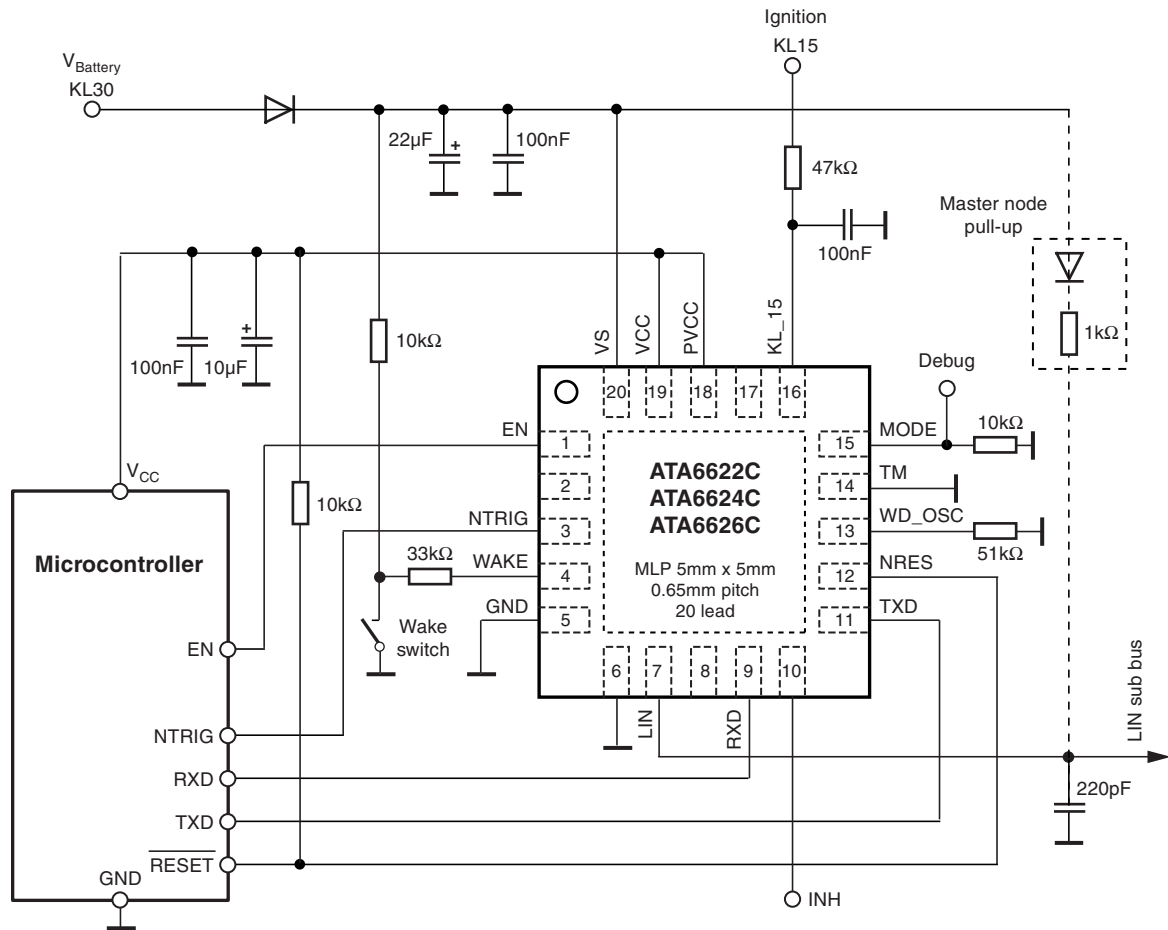 Ignition
KL15
V_Battery
KL30
22µF
+
100nF
47kΩ
100nF
Master node
pull-up
1kΩ
100nF
+
10µF
10kΩ
VS
VCC
PVCC
KL_15
Debug
20
19
18
17
16
EN
1
2
NTRIG
3
WAKE
4
GND
5
ATA6622C
ATA6624C
ATA6626C
MLP 5mm x 5mm
0.65mm pitch
20 lead
15
MODE
10kΩ
14
TM
13
WD_OSC
51kΩ
12
NRES
11
TXD
6
7
8
9
10
LIN
RXD
VCC
10kΩ
33kΩ
Wake
switch
Microcontroller
EN
NTRIG
RXD
TXD
RESET
GND
INH
LIN sub bus
220pF